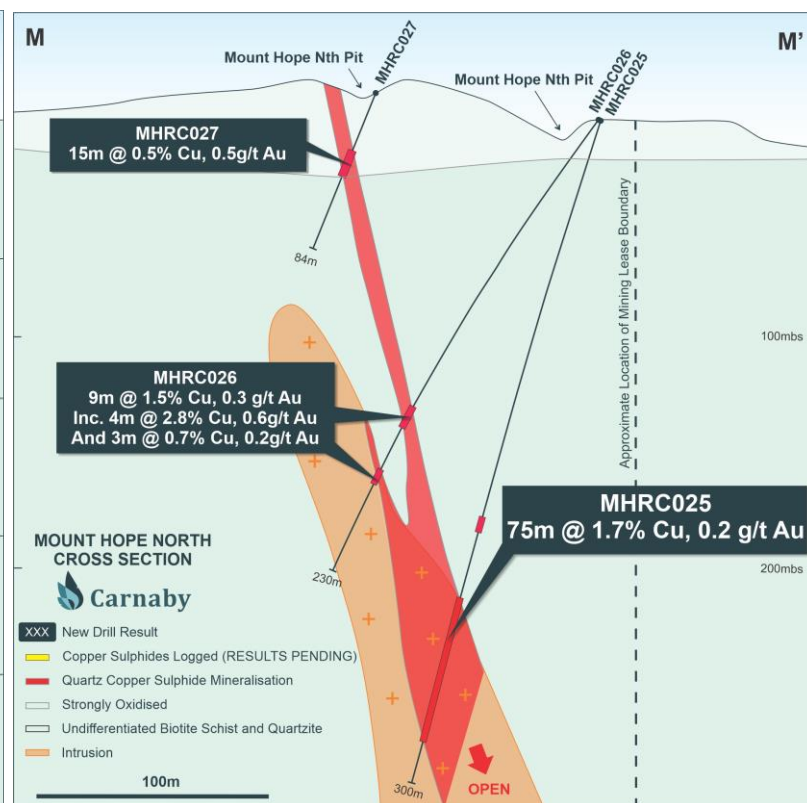 M
M'
Mount Hope Nth Pit
MHRC027
Mount Hope Nth Pit
MHRC026
MHRC025
MHRC027
15m @ 0.5% Cu, 0.5g/t Au
84m
Approximate Location of Mining Lease Boundary
100mbs
MHRC026
9m @ 1.5% Cu, 0.3 g/t Au
Inc. 4m @ 2.8% Cu, 0.6g/t Au
And 3m @ 0.7% Cu, 0.2g/t Au
MHRC025
75m @ 1.7% Cu, 0.2 g/t Au
230m
200mbs
MOUNT HOPE NORTH
CROSS SECTION
Carnaby
XXX New Drill Result
Copper Sulphides Logged (RESULTS PENDING)
Quartz Copper Sulphide Mineralisation
Strongly Oxidised
Undifferentiated Biotite Schist and Quartzite
Intrusion
100m
300m
OPEN